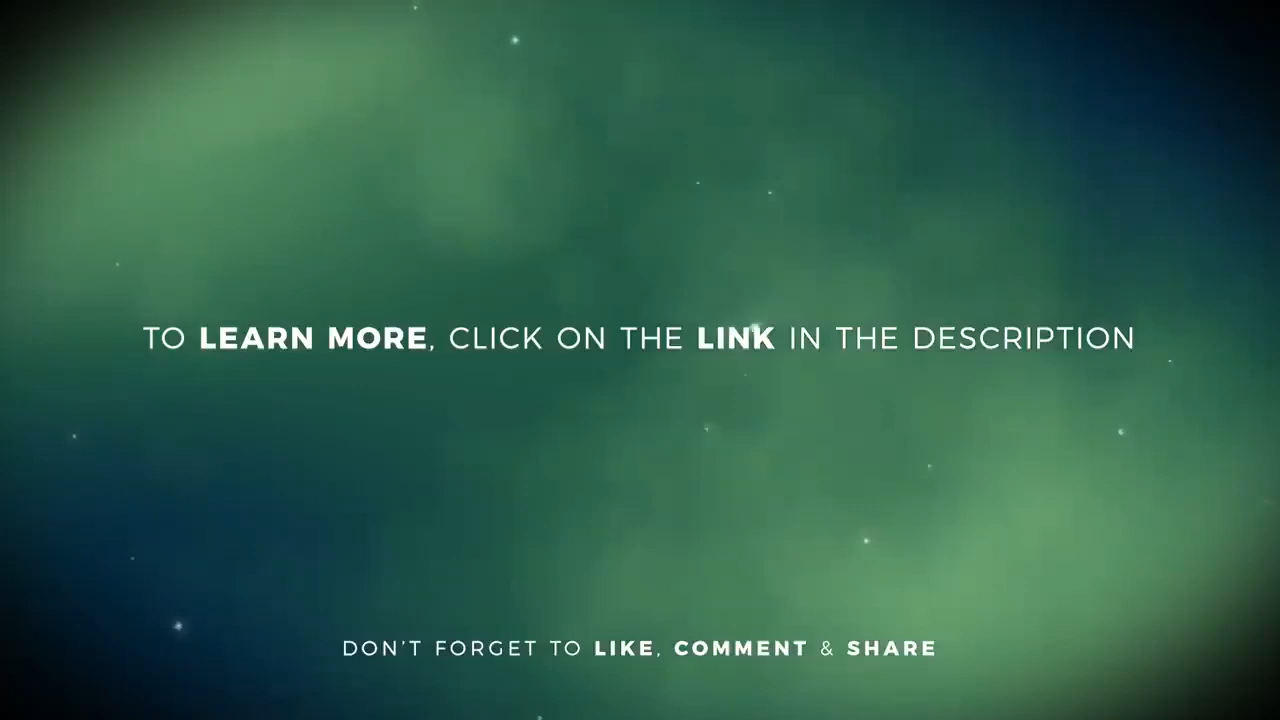 TO LEARN MORE, CLICK ON THE LINK IN THE DESCRIPTION
DON'T FORGET TO LIKE, COMMENT & SHARE